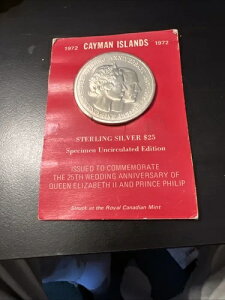 1972 CAYMAN ISLANDS 1972
STERLING SILVER $25
Specimen Uncirculated Edition
ISSUED TO COMMEMORATE
THE 25TH WEDDING ANNIVERSARY OF
QUEEN ELIZABETH II AND PRINCE PHILIP
Struck at the Royal Canadian Mint